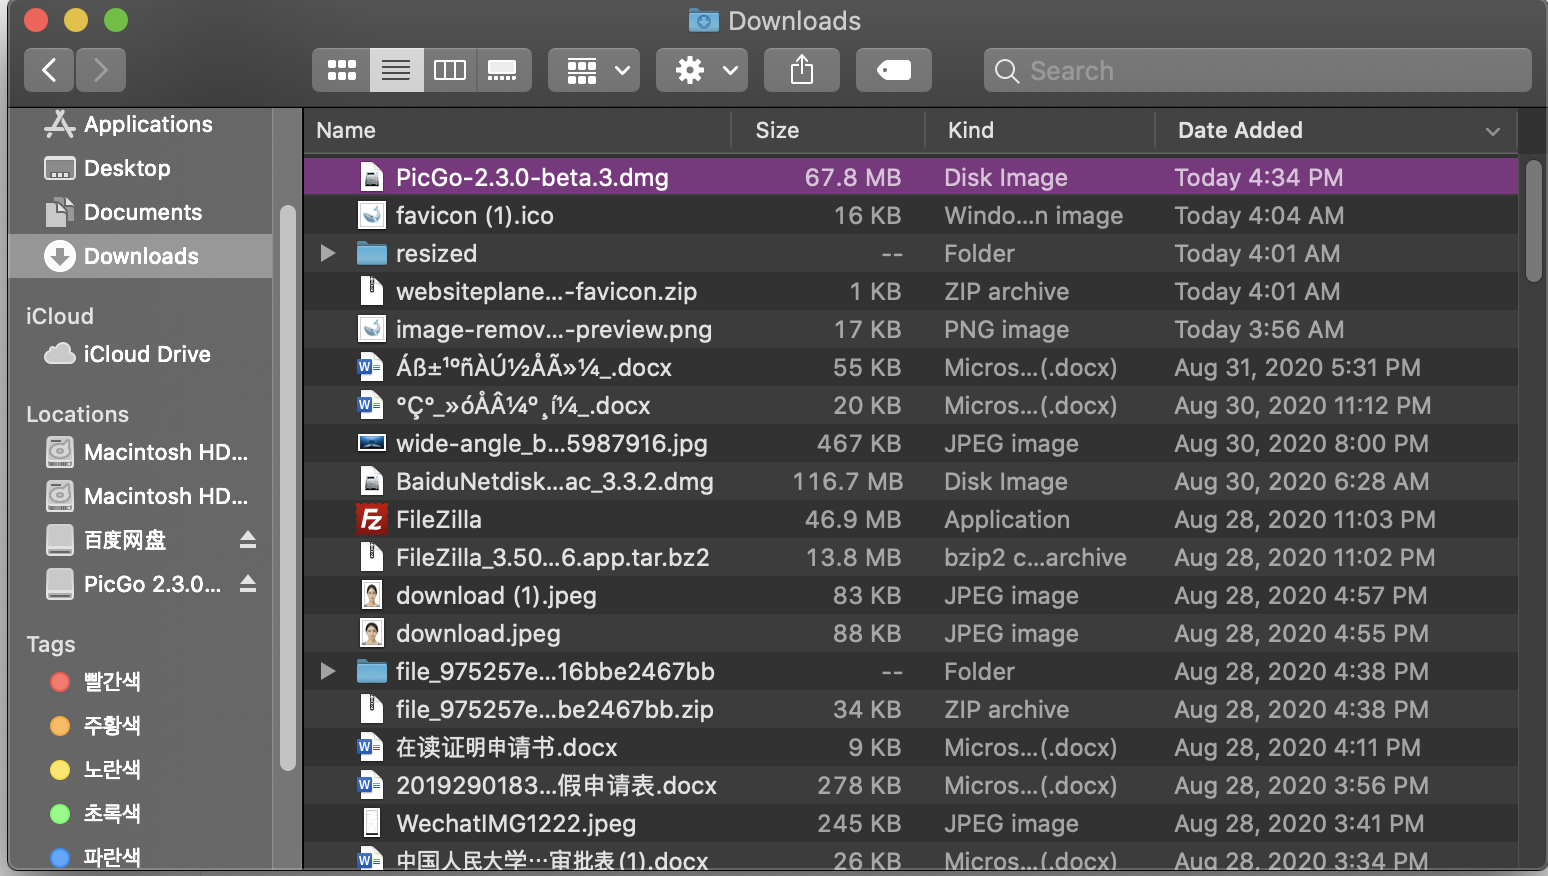 Downloads
Search
Applications
Desktop
Documents
Downloads
iCloud
iCloud Drive
Locations
Macintosh HD...
Macintosh HD...
百度网盘
PicGo 2.3.0...
Tags
빨간색
주황색
노란색
초록색
파란색
Name Size Kind Date Added
PicGo-2.3.0-beta.3.dmg 67.8 MB Disk Image Today 4:34 PM
favicon (1).ico 16 KB Windo...n image Today 4:04 AM
resized -- Folder Today 4:01 AM
websiteplane...-favicon.zip 1 KB ZIP archive Today 4:01 AM
image-remov...-preview.png 17 KB PNG image Today 3:56 AM
Áß±¹ºñÀÚ½ÅÃ»¼_.docx 55 KB Micros...(.docx) Aug 31, 2020 5:31 PM
°Çº_»óÅÂ¼º¸í¼_.docx 20 KB Micros...(.docx) Aug 30, 2020 11:12 PM
wide-angle_b...5987916.jpg 467 KB JPEG image Aug 30, 2020 8:00 PM
BaiduNetdisk...ac_3.3.2.dmg 116.7 MB Disk Image Aug 30, 2020 6:28 AM
FileZilla 46.9 MB Application Aug 28, 2020 11:03 PM
FileZilla_3.50...6.app.tar.bz2 13.8 MB bzip2 c...archive Aug 28, 2020 11:02 PM
download (1).jpeg 83 KB JPEG image Aug 28, 2020 4:57 PM
download.jpeg 88 KB JPEG image Aug 28, 2020 4:55 PM
file_975257e...16bbe2467bb -- Folder Aug 28, 2020 4:38 PM
file_975257e...be2467bb.zip 34 KB ZIP archive Aug 28, 2020 4:38 PM
在读证明申请书.docx 9 KB Micros...(.docx) Aug 28, 2020 4:11 PM
2019290183...假申请表.docx 278 KB Micros...(.docx) Aug 28, 2020 3:56 PM
WechatIMG1222.jpeg 245 KB JPEG image Aug 28, 2020 3:41 PM
中国人民大学…审批表(1).docx 26 KB Micros...(.docx) Aug 28, 2020 3:34 PM